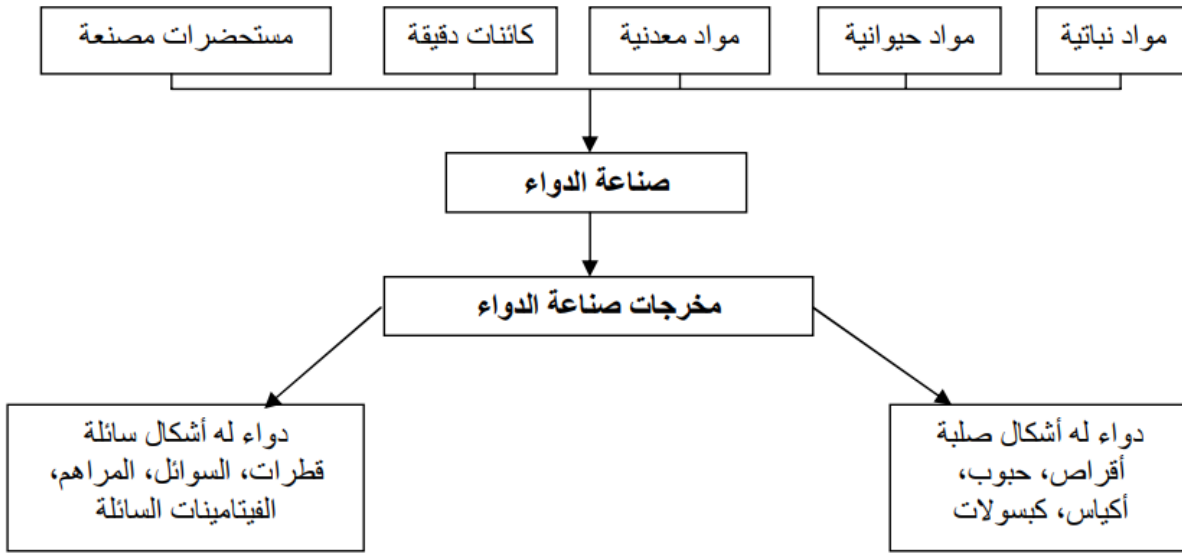 مواد نباتية
مواد حيوانية
مواد معدنية
كائنات دقيقة
مستحضرات مصنعة
صناعة الدواء
مخرجات صناعة الدواء
دواء له أشكال صلبة
أقراص، حبوب،
أكياس، كبسولات
دواء له أشكال سائلة
قطرات، السوائل، المراهم،
الفيتامينات السائلة